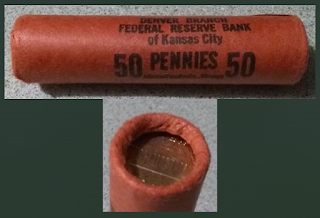 DENVER BRANCH
FEDERAL RESERVE BANK
of Kansas City
50 PENNIES 50